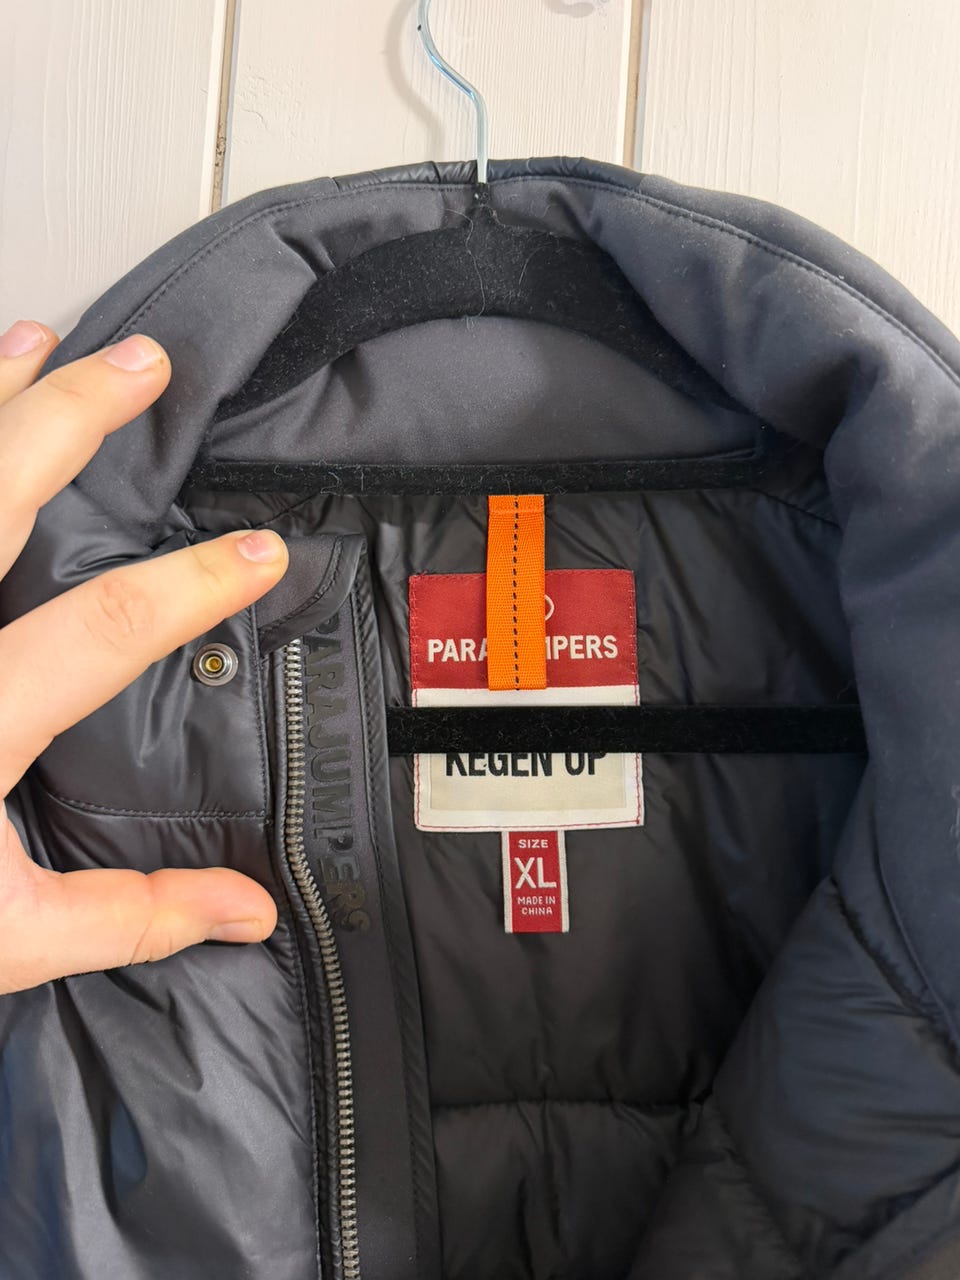 PARAJUMPERS
PARAJUMPERS
REGEN UP
SIZE
XL
MADE IN
CHINA